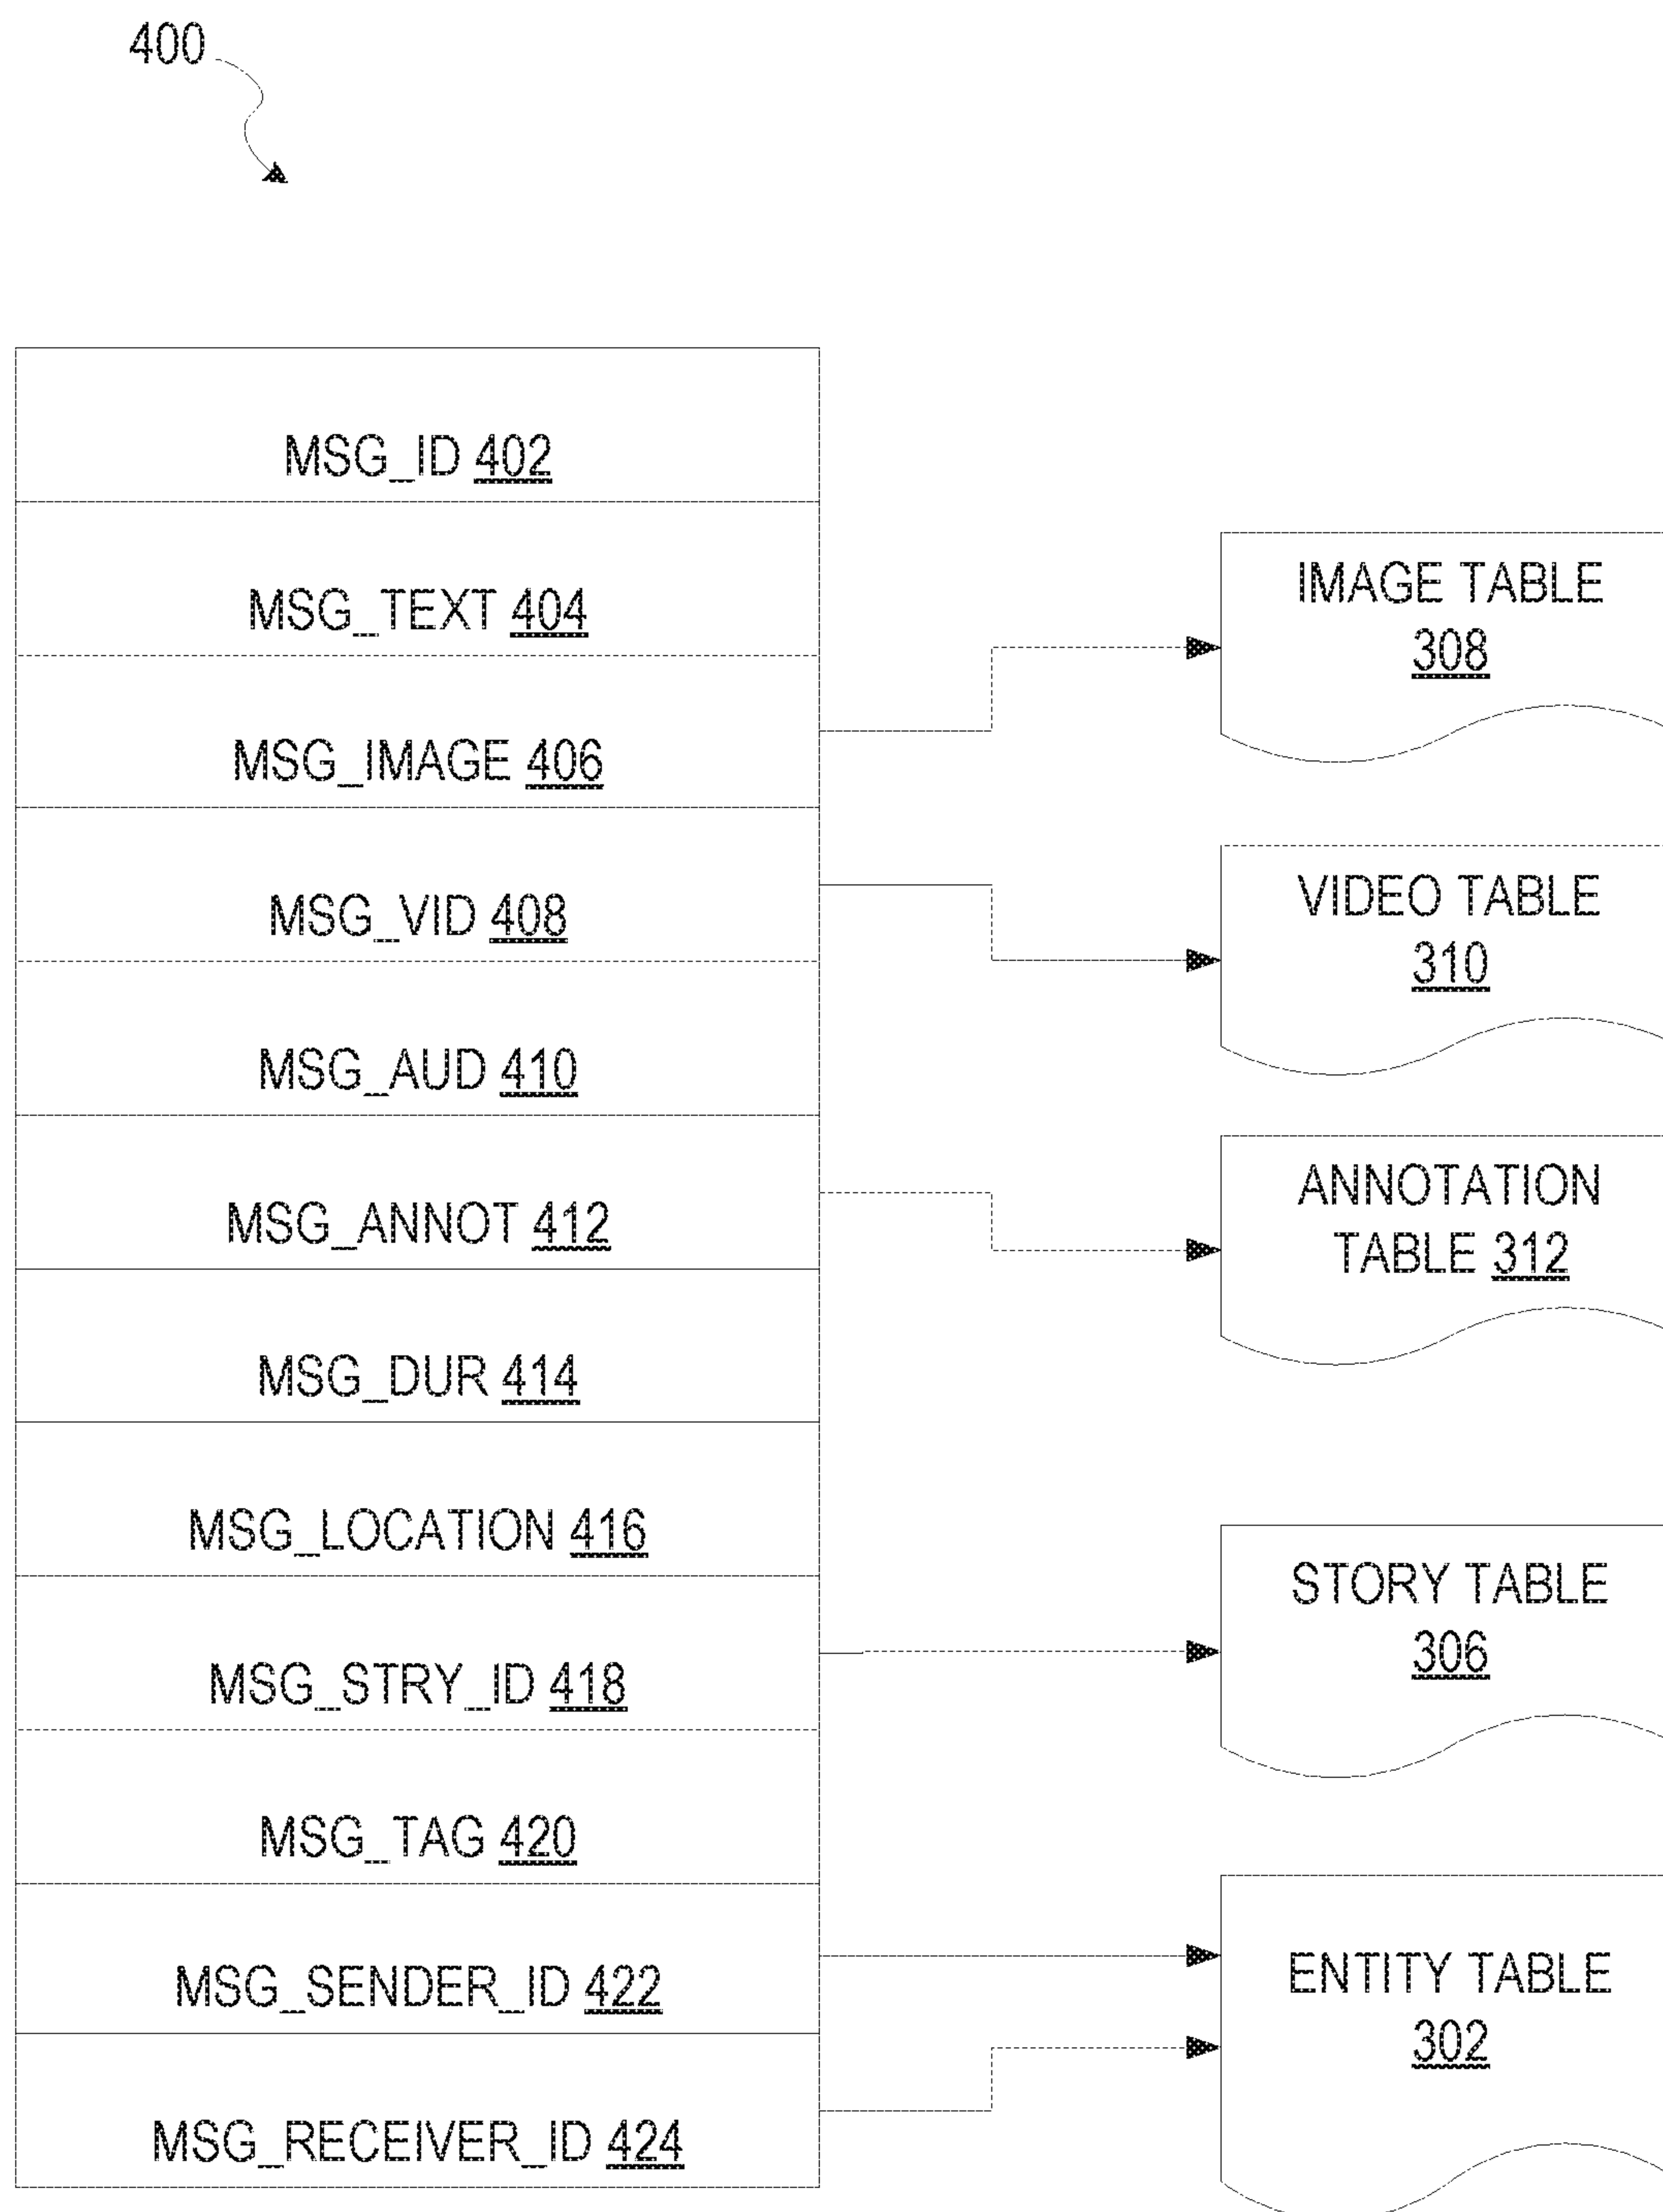 400
MSG_ID 402
MSG_TEXT 404
MSG_IMAGE 406
MSG_VID 408
MSG_AUD 410
MSG_ANNOT 412
MSG_DUR 414
MSG_LOCATION 416
MSG_STRY_ID 418
MSG_TAG 420
MSG_SENDER_ID 422
MSG_RECEIVER_ID 424
IMAGE TABLE
308
VIDEO TABLE
310
ANNOTATION
TABLE 312
STORY TABLE
306
ENTITY TABLE
302